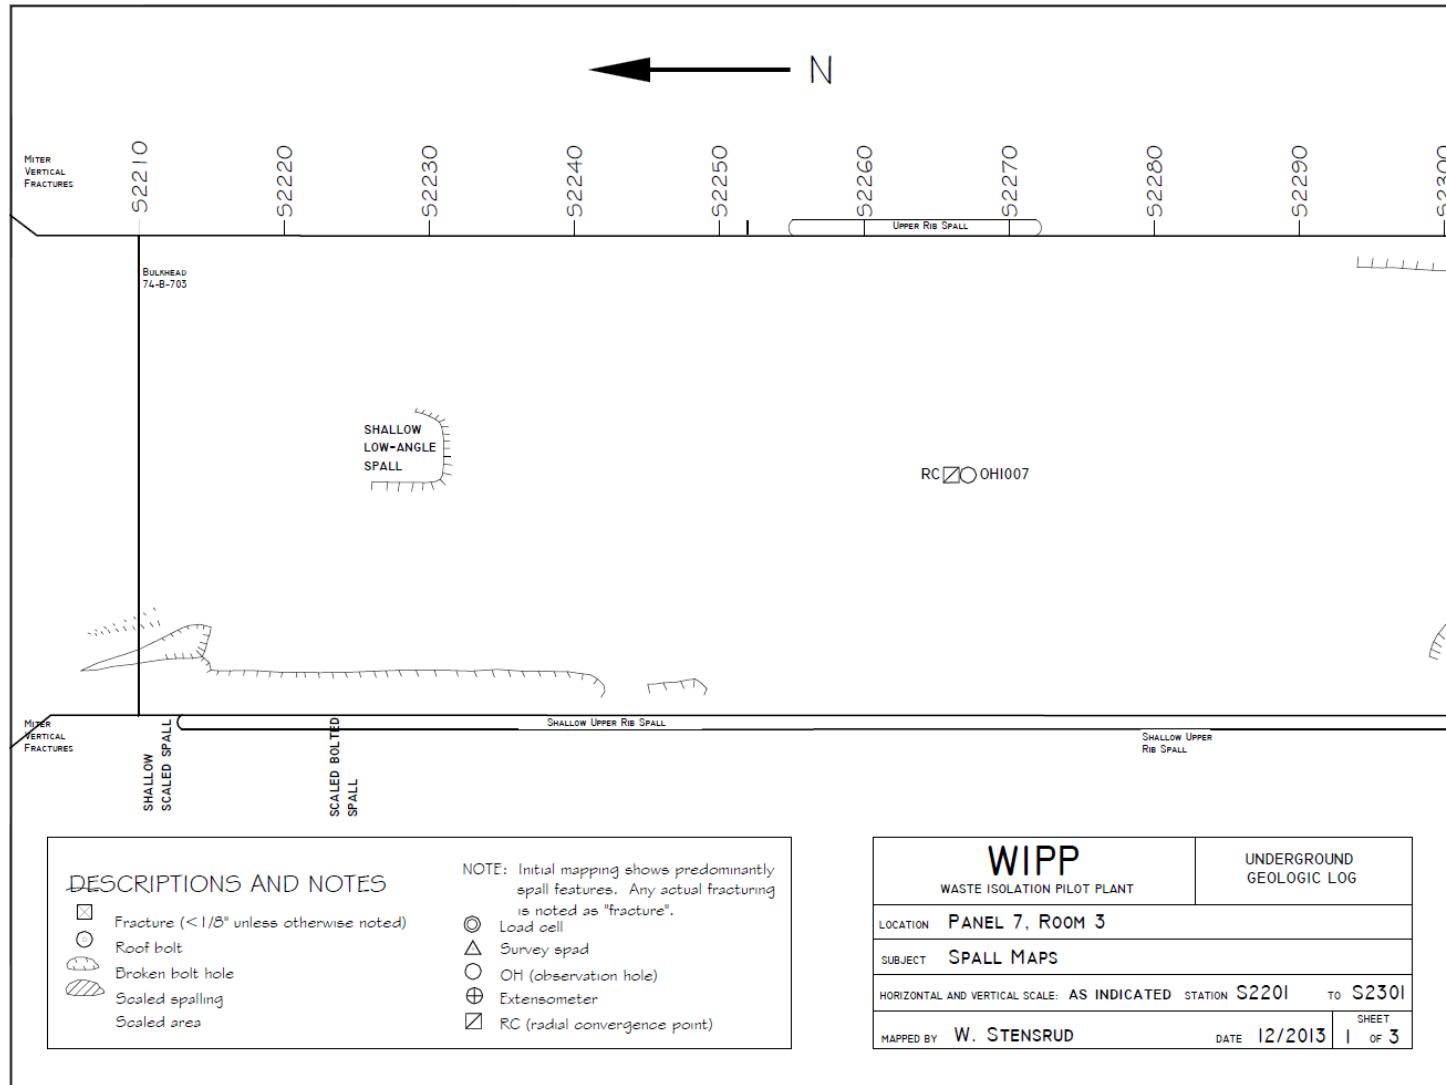 N
MITER
VERTICAL
FRACTURES
S2210
S2220
S2230
S2240
S2250
S2260
S2270
S2280
S2290
S2300
UPPER RIB SPALL
BULKHEAD
74-B-703
SHALLOW
LOW-ANGLE
SPALL
RC OH1007
MITER
VERTICAL
FRACTURES
SHALLOW
SCALED SPALL
SCALED BOLTED
SPALL
SHALLOW UPPER RIB SPALL
SHALLOW UPPER
RIB SPALL
DESCRIPTIONS AND NOTES
Fracture (<1/8" unless otherwise noted)
Roof bolt
Broken bolt hole
Scaled spalling
Scaled area
NOTE: Initial mapping shows predominantly
spall features. Any actual fracturing
is noted as "fracture".
Load cell
Survey spad
OH (observation hole)
Extensometer
RC (radial convergence point)
WIPP
WASTE ISOLATION PILOT PLANT
UNDERGROUND
GEOLOGIC LOG
LOCATION PANEL 7, ROOM 3
SUBJECT SPALL MAPS
HORIZONTAL AND VERTICAL SCALE: AS INDICATED STATION S2201 TO S2301
MAPPED BY W. STENSRUD DATE 12/2013
SHEET
1 OF 3